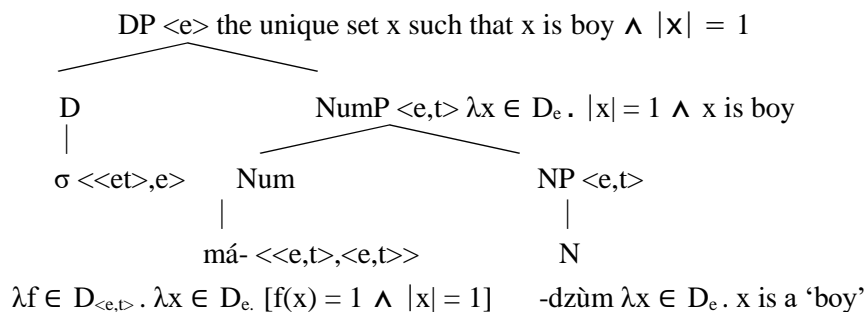 DP <e> the unique set x such that x is boy ∧ |x| = 1
D NumP <e,t> λx ∈ Dₑ . |x| = 1 ∧ x is boy
σ <<et>,e> Num NP <e,t>
má- <<e,t>,<e,t>> N
λf ∈ D<e,t> . λx ∈ Dₑ. [f(x) = 1 ∧ |x| = 1] -dzùm λx ∈ Dₑ . x is a ‘boy’